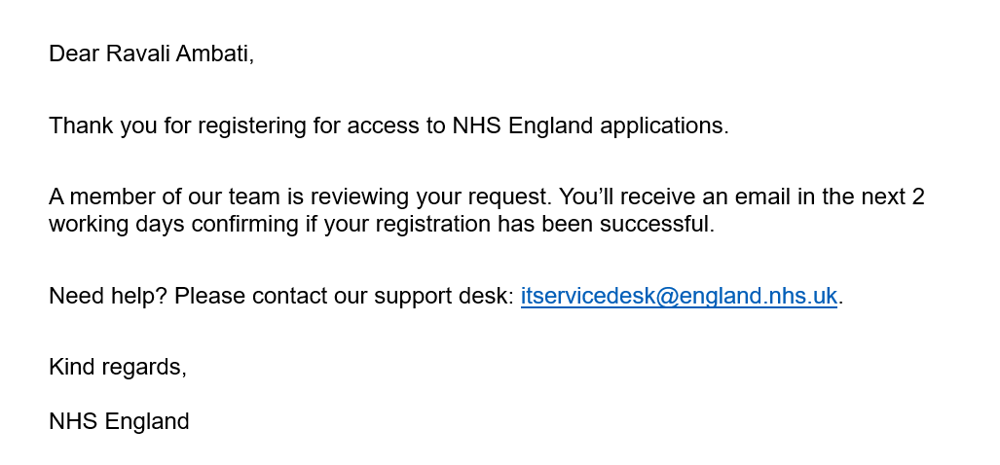 Dear Ravali Ambati,
Thank you for registering for access to NHS England applications.
A member of our team is reviewing your request. You’ll receive an email in the next 2
working days confirming if your registration has been successful.
Need help? Please contact our support desk: itservicedesk@england.nhs.uk.
Kind regards,
NHS England